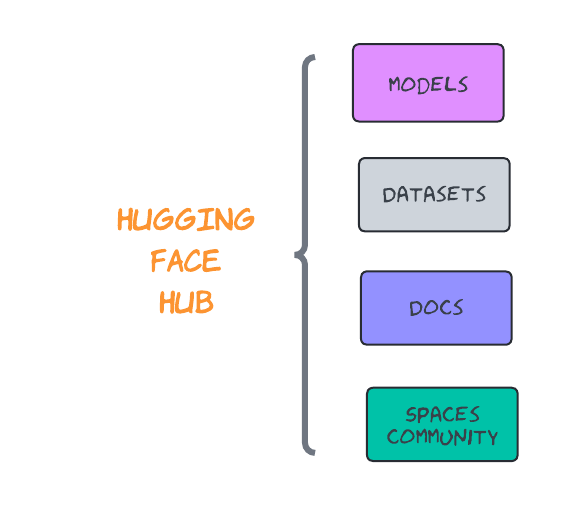 HUGGING
FACE
HUB
MODELS
DATASETS
DOCS
SPACES
COMMUNITY